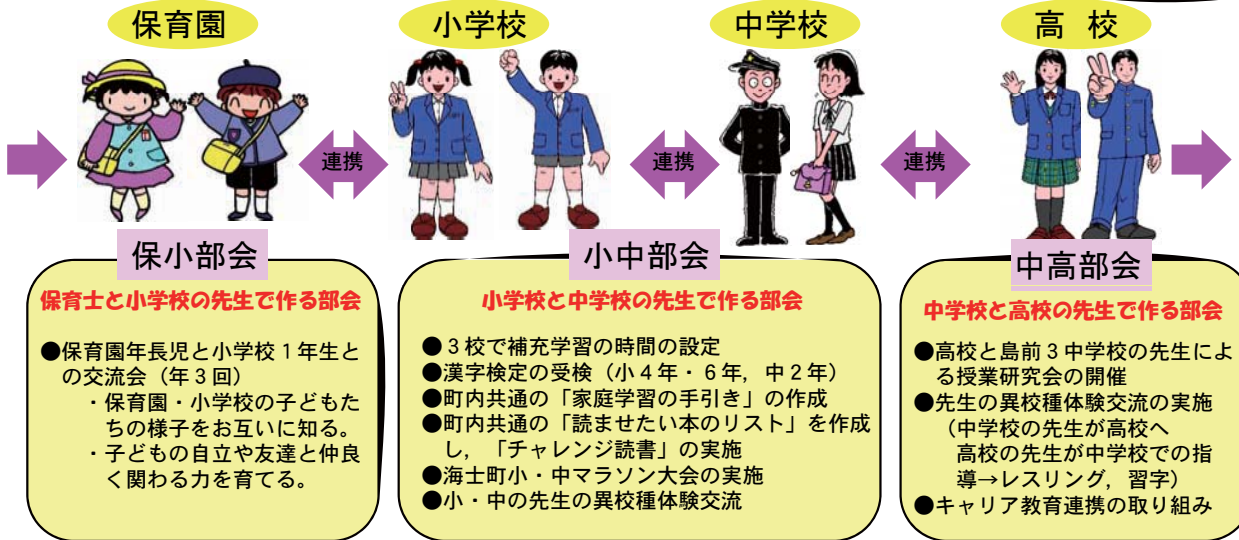 保育園
小学校
中学校
高 校
連携
連携
連携
保小部会
保育士と小学校の先生で作る部会
●保育園年長児と小学校1年生と
の交流会（年3回）
・保育園・小学校の子どもた
ちの様子をお互いに知る。
・子どもの自立や友達と仲良
く関わる力を育てる。
小中部会
小学校と中学校の先生で作る部会
●3校で補充学習の時間の設定
●漢字検定の受検（小4年・6年，中2年）
●町内共通の「家庭学習の手引き」の作成
●町内共通の「読ませたい本のリスト」を作成
し，「チャレンジ読書」の実施
●海士町小・中マラソン大会の実施
●小・中の先生の異校種体験交流
中高部会
中学校と高校の先生で作る部会
●高校と島前3中学校の先生によ
る授業研究会の開催
●先生の異校種体験交流の実施
（中学校の先生が高校へ
高校の先生が中学校での指
導→レスリング，習字）
●キャリア教育連携の取り組み